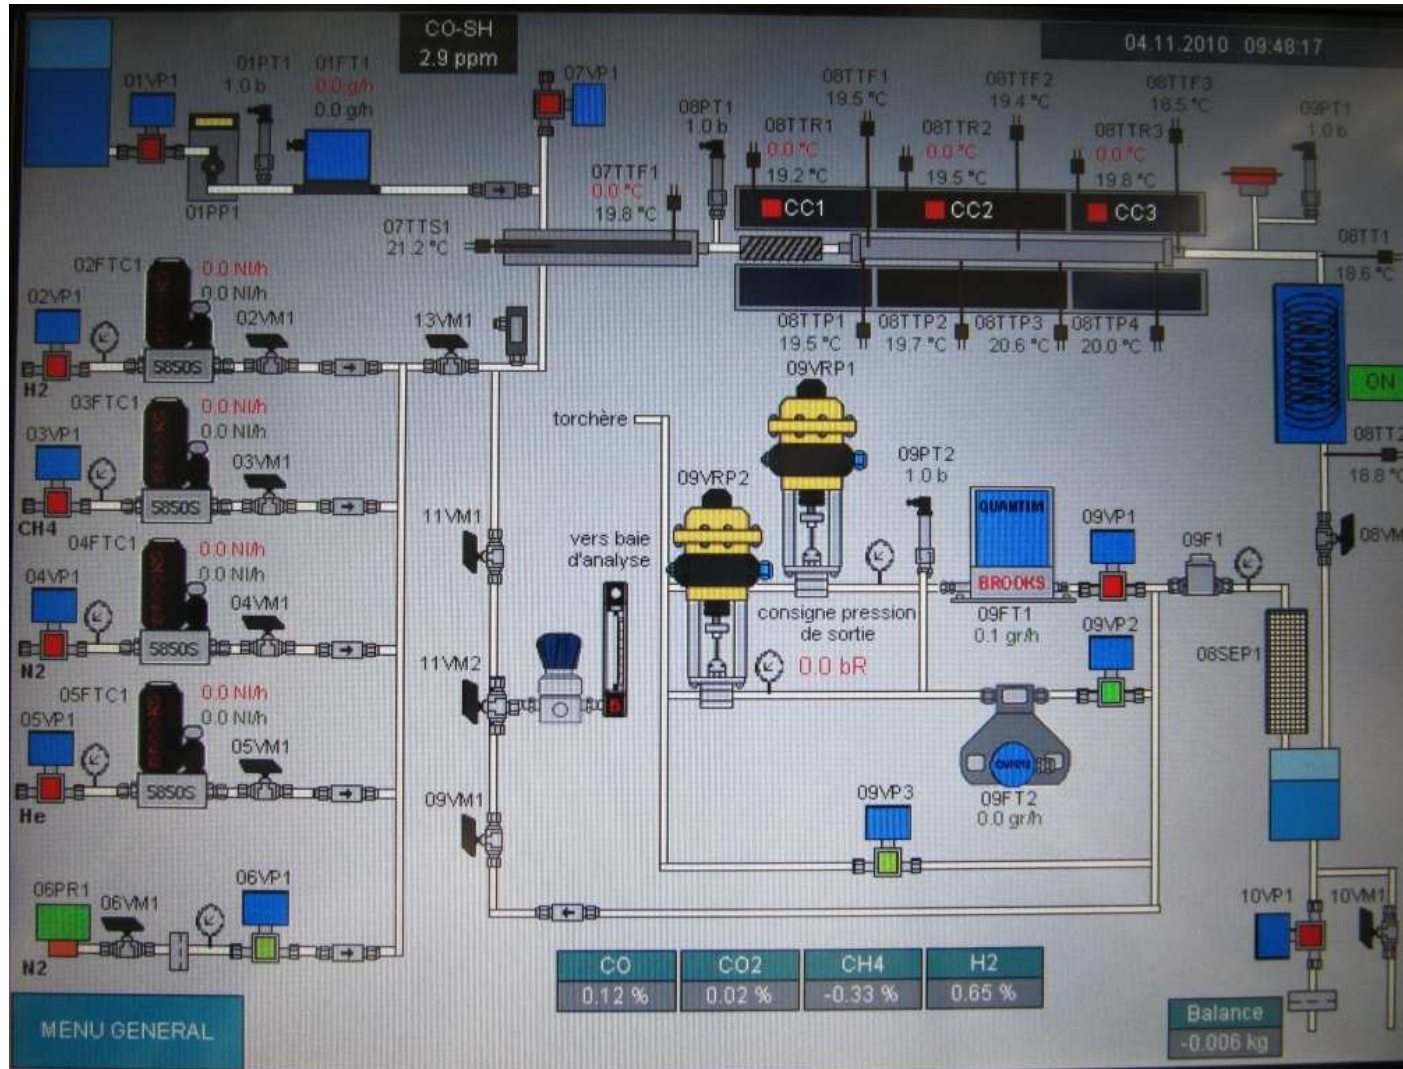 CO-SH
2.9 ppm
04.11.2010 09:48:17
01VP1
01PT1
1.0 b
01FT1
0.0 g/h
0.0 g/h
01PP1
07VP1
07TTS1
21.2 °C
07TTF1
0.0 °C
19.8 °C
08PT1
1.0 b
08TTF1
19.5 °C
08TTF2
19.4 °C
08TTF3
18.5 °C
08TTR1
0.0 °C
19.2 °C
08TTR2
0.0 °C
19.5 °C
08TTR3
0.0 °C
19.8 °C
CC1
CC2
CC3
08TTP1
19.5 °C
08TTP2
19.7 °C
08TTP3
20.6 °C
08TTP4
20.0 °C
09PT1
1.0 b
08TT1
18.6 °C
ON
08TT2
18.8 °C
08VM
02FTC1
0.0 Nl/h
0.0 Nl/h
02VP1
02VM1
5850S
H2
13VM1
03FTC1
0.0 Nl/h
0.0 Nl/h
03VP1
03VM1
BROOKS
5850S
CH4
04FTC1
0.0 Nl/h
0.0 Nl/h
04VP1
04VM1
BROOKS
5850S
N2
05FTC1
0.0 Nl/h
0.0 Nl/h
05VP1
05VM1
BROOKS
5850S
He
06PR1
06VM1
06VP1
N2
11VM1
11VM2
09VM1
torchère
vers baie
d'analyse
09VRP1
09VRP2
09PT2
1.0 b
QUANTIM
BROOKS
09FT1
0.1 gr/h
09VP1
09VP2
09F1
08SEP1
consigne pression
de sortie
0.0 bR
09FT2
0.0 gr/h
09VP3
10VP1
10VM1
CO
0.12 %
CO2
0.02 %
CH4
-0.33 %
H2
0.65 %
Balance
-0.006 kg
MENU GENERAL